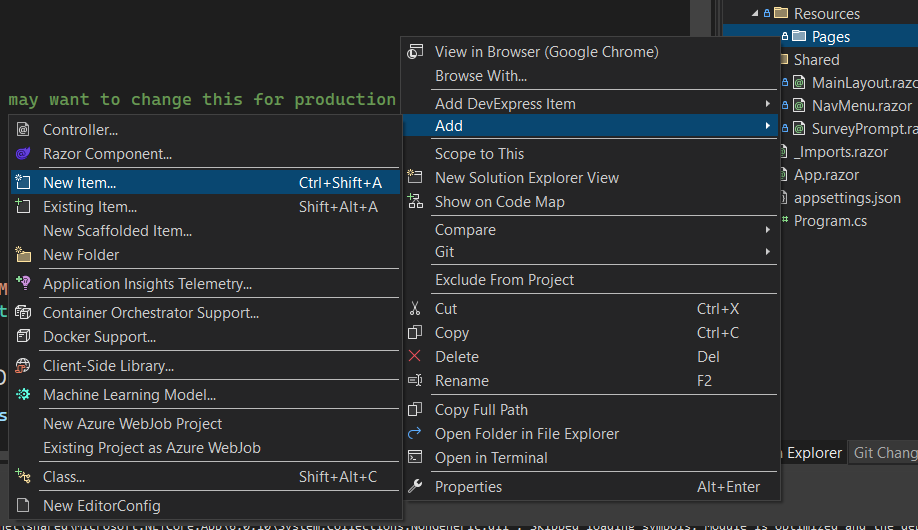 Resources
Pages
Shared
MainLayout.razo
NavMenu.razor
SurveyPrompt.ra
_Imports.razor
App.razor
appsettings.json
Program.cs
may want to change this for production
View in Browser (Google Chrome)
Browse With...
Add DevExpress Item
Add
Scope to This
New Solution Explorer View
Show on Code Map
Compare
Git
Exclude From Project
Cut Ctrl+X
Copy Ctrl+C
Delete Del
Rename F2
Copy Full Path
Open Folder in File Explorer
Open in Terminal
Properties Alt+Enter
Controller...
Razor Component...
New Item... Ctrl+Shift+A
Existing Item... Shift+Alt+A
New Scaffolded Item...
New Folder
Application Insights Telemetry...
Container Orchestrator Support...
Docker Support...
Client-Side Library...
Machine Learning Model...
New Azure WebJob Project
Existing Project as Azure WebJob
Class... Shift+Alt+C
New EditorConfig
Explorer
Git Chang